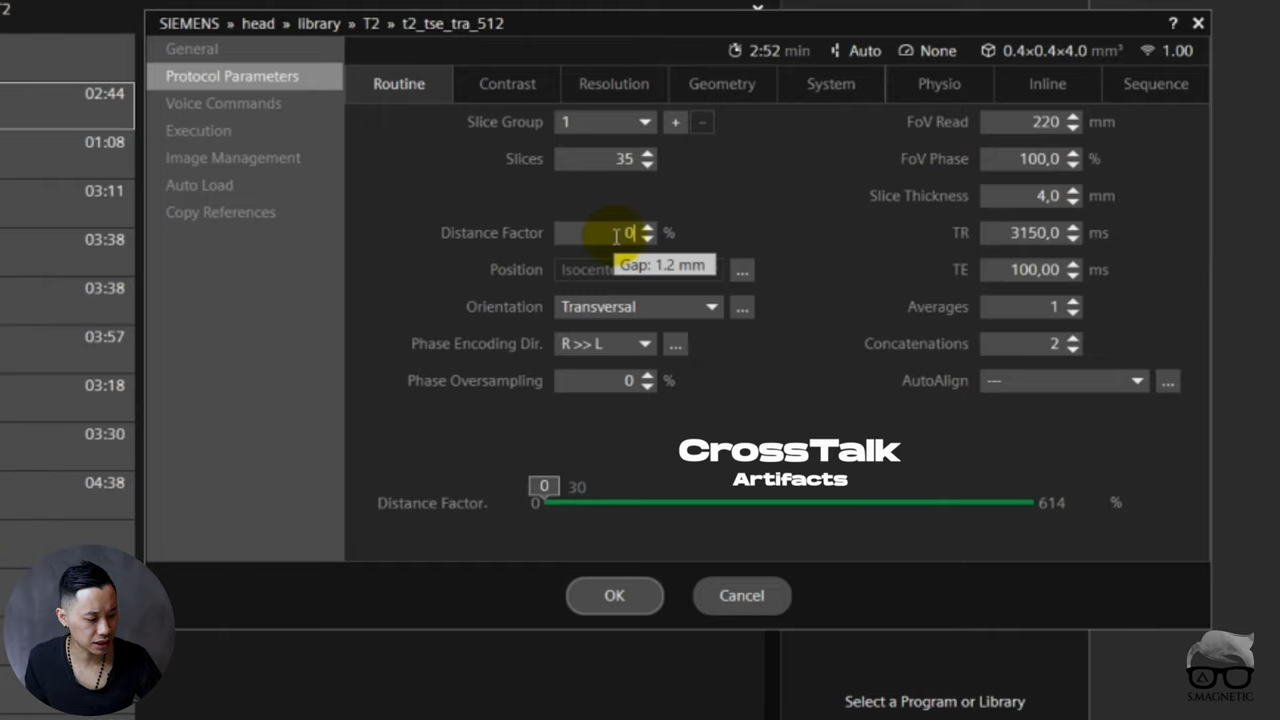 T2
SIEMENS » head » library » T2 » t2_tse_tra_512
?
General
2:52 min Auto None 0.4×0.4×4.0 mm³ 1.00
Protocol Parameters
Routine Contrast Resolution Geometry System Physio Inline Sequence
02:44
Voice Commands
Slice Group 1 + - FoV Read 220 mm
Execution
01:08
Image Management
Slices 35 FoV Phase 100,0 %
Auto Load
03:11
Slice Thickness 4,0 mm
Copy References
03:38
Distance Factor 0 % TR 3150,0 ms
Gap: 1.2 mm
03:38
Position Isocente ... TE 100,00 ms
Orientation Transversal ... Averages 1
03:57
Phase Encoding Dir. R >> L ... Concatenations 2
03:18
Phase Oversampling 0 % AutoAlign --- ...
03:30
CrossTalk
Artifacts
04:38
0 30
Distance Factor. 0 614 %
OK Cancel
S.MAGNETIC
Select a Program or Library